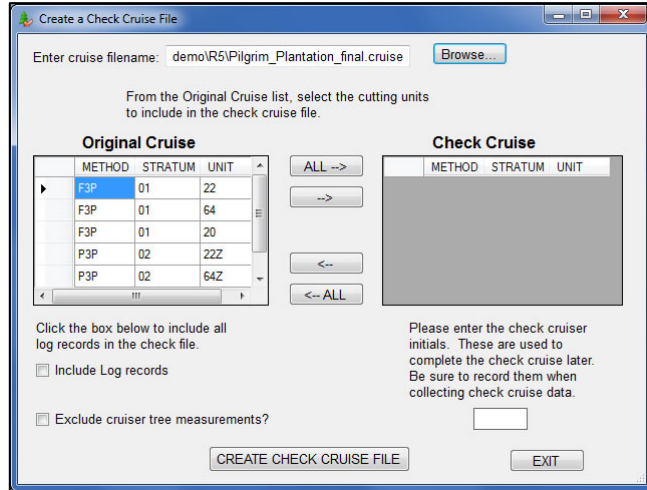 Create a Check Cruise File
Enter cruise filename: demo\R5\Pilgrim_Plantation_final.cruise Browse...
From the Original Cruise list, select the cutting units
to include in the check cruise file.
Original Cruise
METHOD STRATUM UNIT
F3P 01 22
F3P 01 64
F3P 01 20
P3P 02 22Z
P3P 02 64Z
ALL -->
-->
<--
<-- ALL
Check Cruise
METHOD STRATUM UNIT
Click the box below to include all
log records in the check file.
Include Log records
Exclude cruiser tree measurements?
Please enter the check cruiser
initials. These are used to
complete the check cruise later.
Be sure to record them when
collecting check cruise data.
CREATE CHECK CRUISE FILE
EXIT